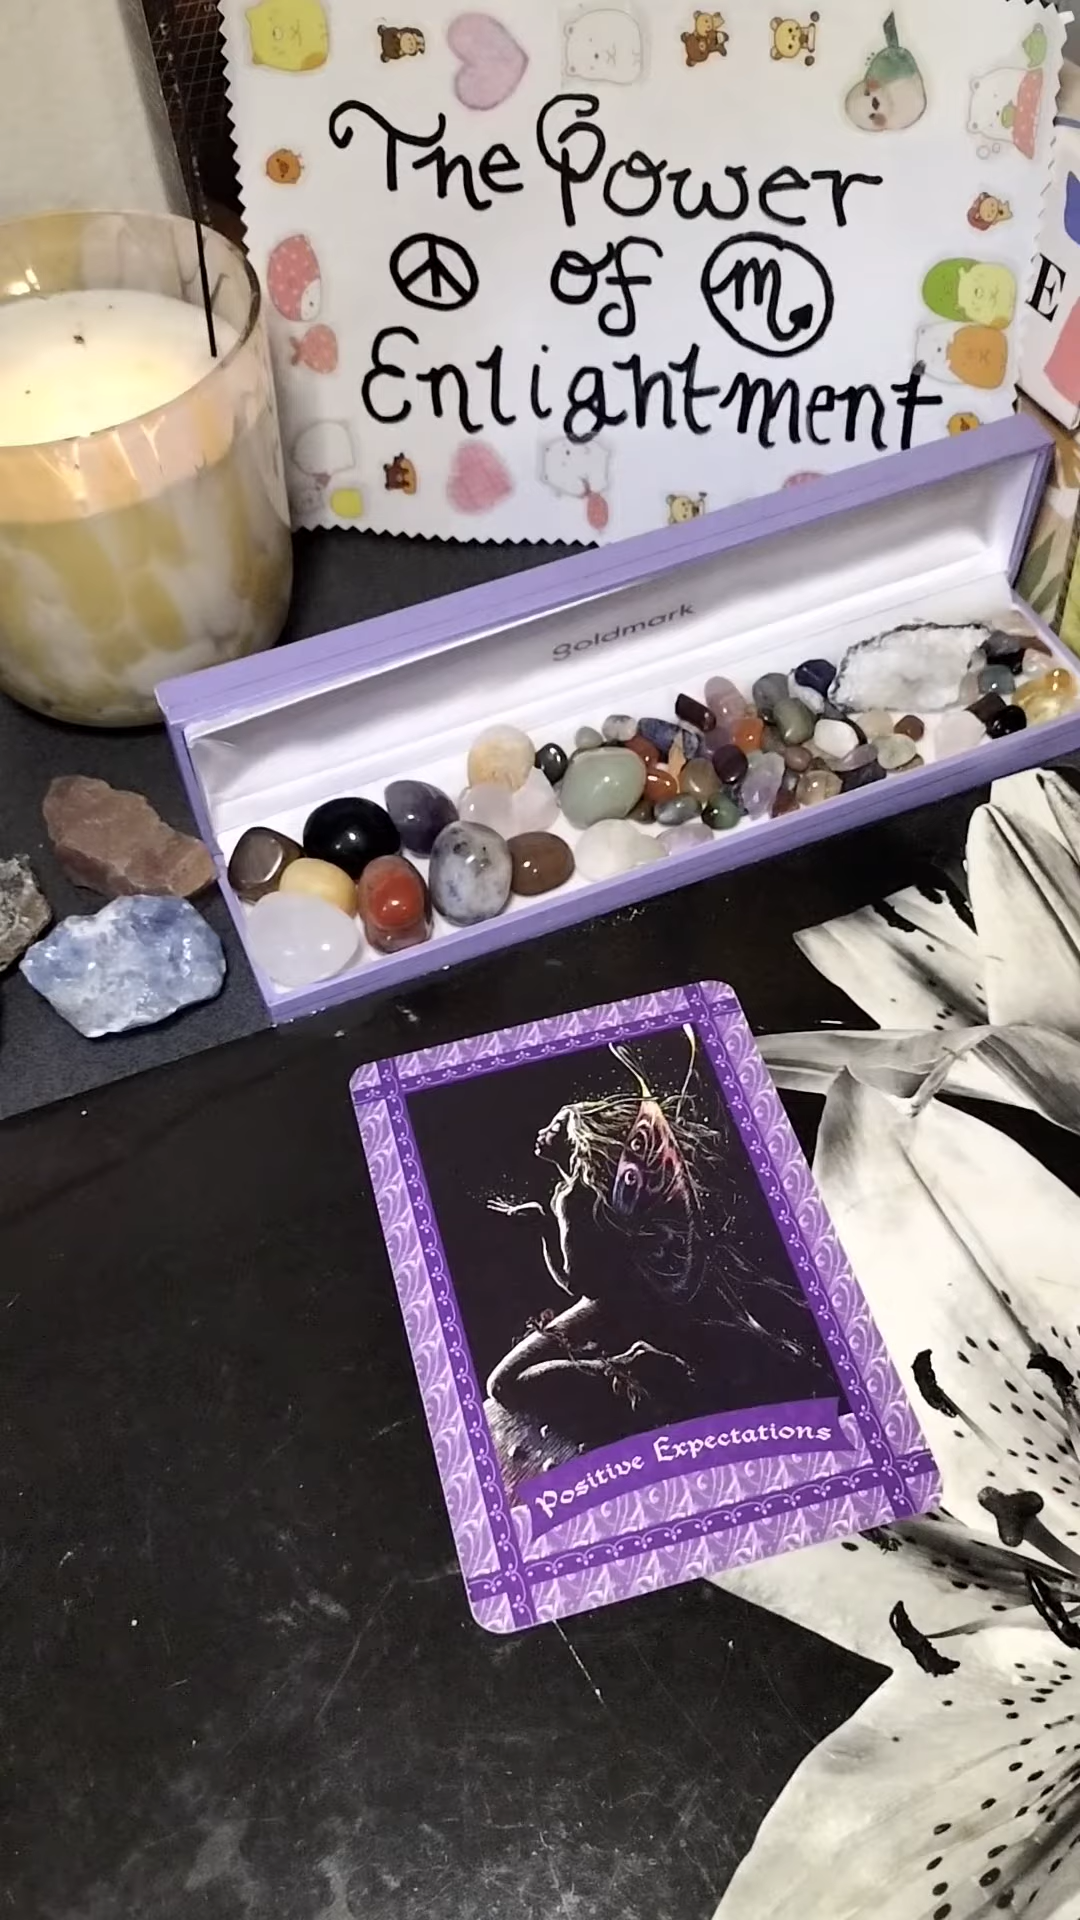 The Power
of
Enlightment
E
goldmark
Positive Expectations